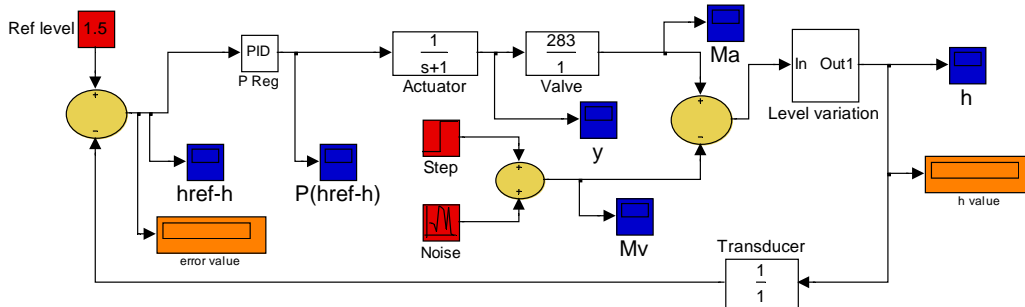 Ref level
1.5
+
-
PID
P Reg
1
s+1
Actuator
283
1
Valve
Ma
+
-
In Out1
Level variation
h
href-h
P(href-h)
y
Step
+
+
Noise
Mv
error value
h value
Transducer
1
1